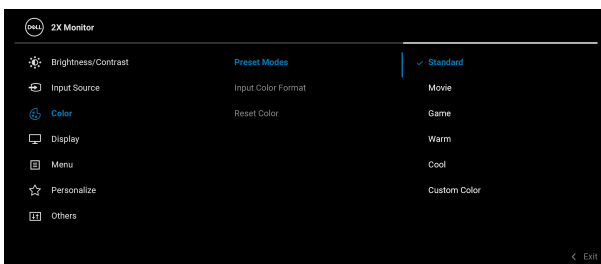 DELL 2X Monitor
Brightness/Contrast Preset Modes Standard
Input Source Input Color Format Movie
Color Reset Color Game
Display Warm
Menu Cool
Personalize Custom Color
Others
Exit